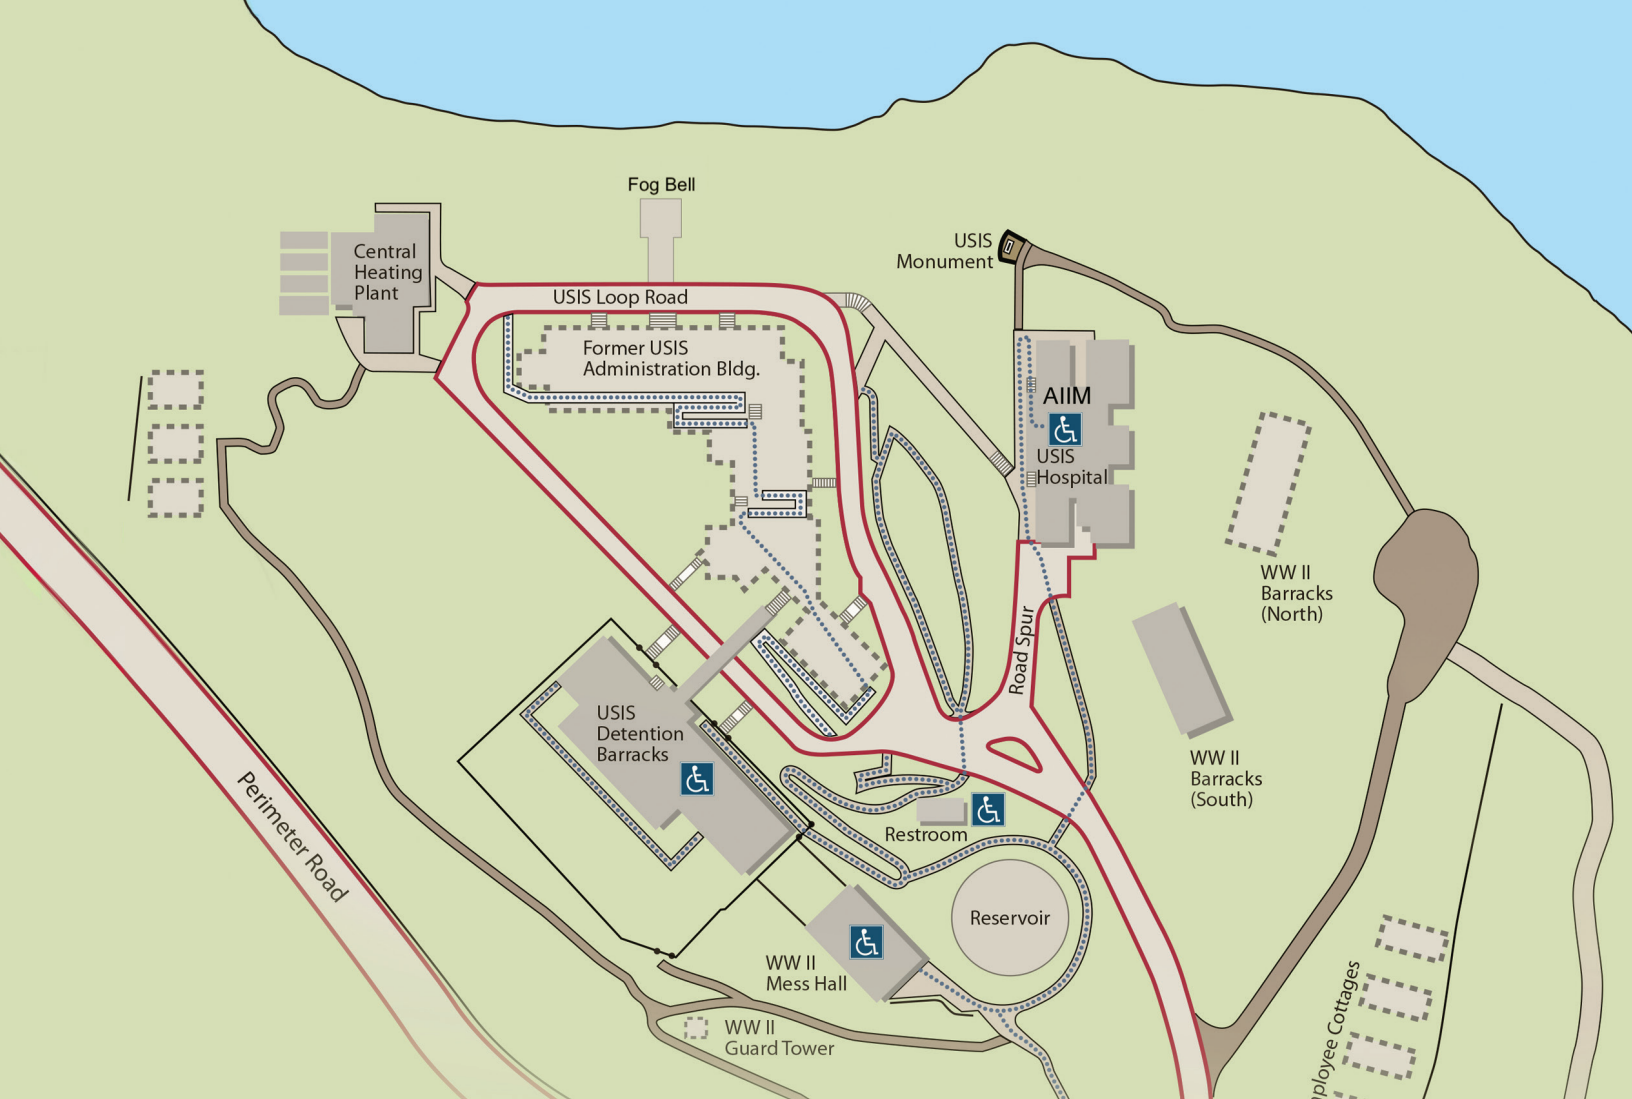 Fog Bell
USIS
Monument
Central
Heating
Plant
USIS Loop Road
Former USIS
Administration Bldg.
AIIM
USIS
Hospital
WW II
Barracks
(North)
Road Spur
USIS
Detention
Barracks
WW II
Barracks
(South)
Perimeter Road
Restroom
Reservoir
WW II
Mess Hall
WW II
Guard Tower
Cottages